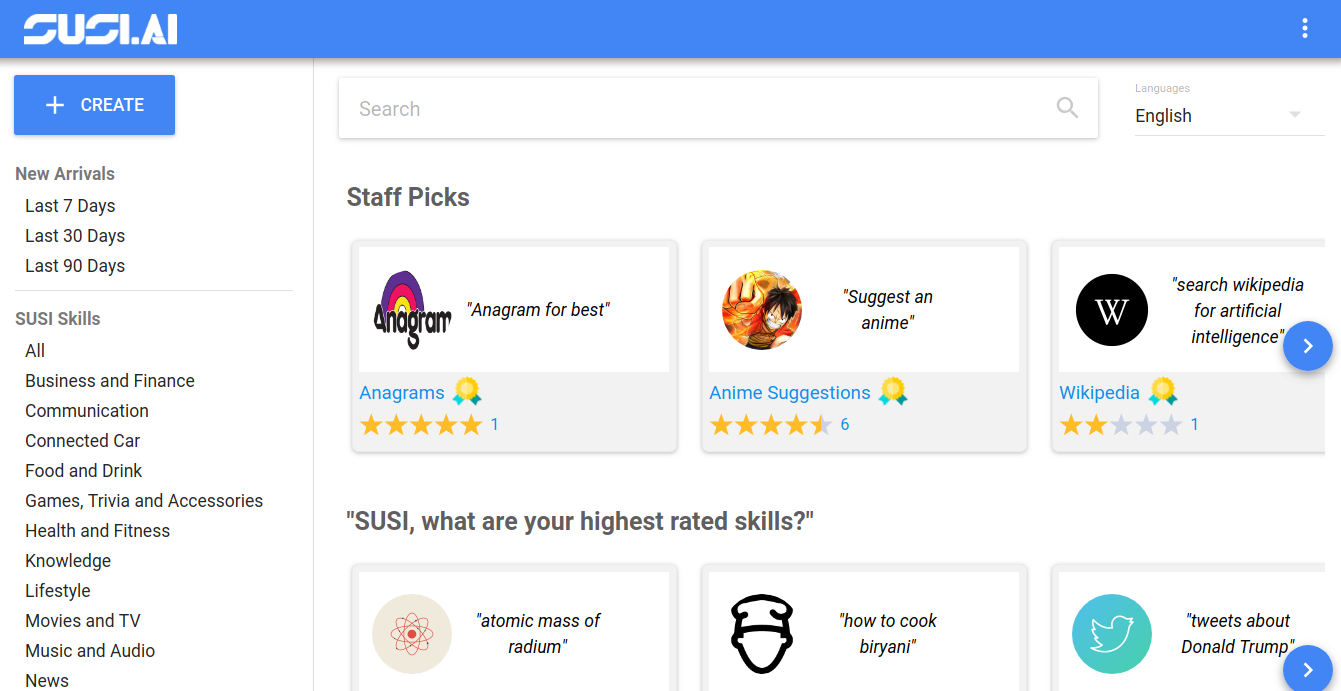 SUSI.AI
+ CREATE
New Arrivals
Last 7 Days
Last 30 Days
Last 90 Days
SUSI Skills
All
Business and Finance
Communication
Connected Car
Food and Drink
Games, Trivia and Accessories
Health and Fitness
Knowledge
Lifestyle
Movies and TV
Music and Audio
News
Search
Languages
English
Staff Picks
Anagram
"Anagram for best"
Anagrams
1
"Suggest an
anime"
Anime Suggestions
6
W
"search wikipedia
for artificial
intelligence"
Wikipedia
1
"SUSI, what are your highest rated skills?"
"atomic mass of
radium"
"how to cook
biryani"
"tweets about
Donald Trump"